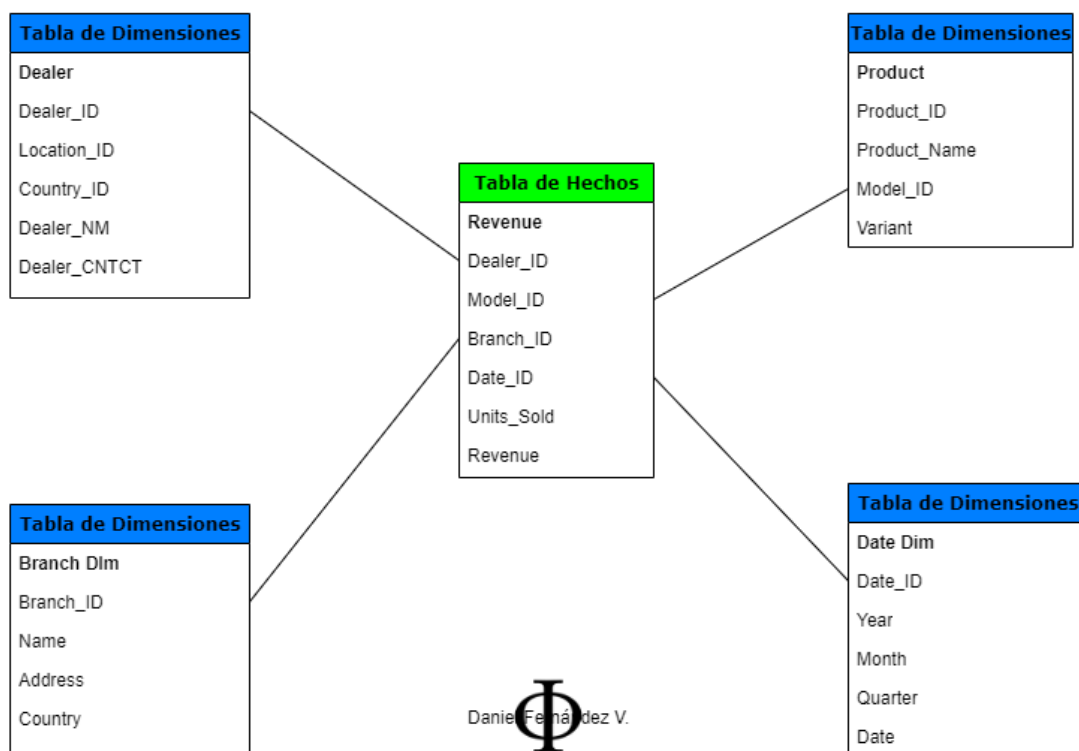 Tabla de Dimensiones
Dealer
Dealer_ID
Location_ID
Country_ID
Dealer_NM
Dealer_CNTCT
Tabla de Dimensiones
Product
Product_ID
Product_Name
Model_ID
Variant
Tabla de Hechos
Revenue
Dealer_ID
Model_ID
Branch_ID
Date_ID
Units_Sold
Revenue
Tabla de Dimensiones
Branch DIm
Branch_ID
Name
Address
Country
Tabla de Dimensiones
Date Dim
Date_ID
Year
Month
Quarter
Date
Daniel Fernández V.
Φ